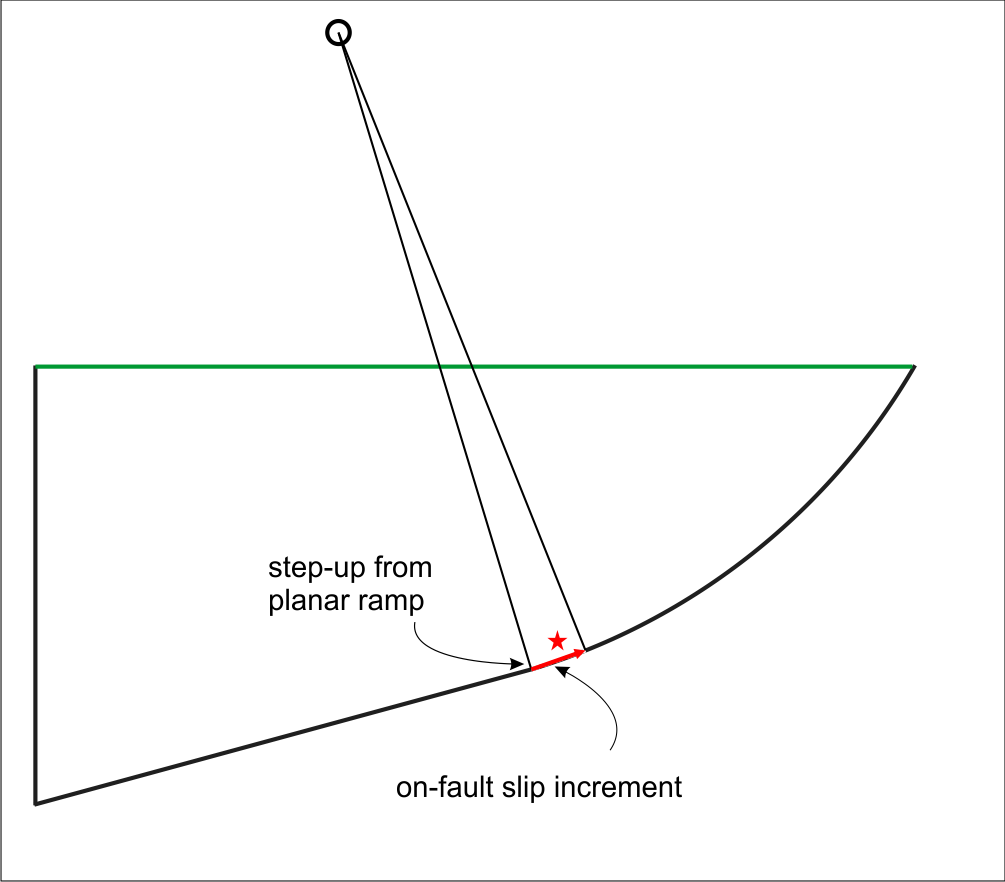 step-up from
planar ramp
on-fault slip increment